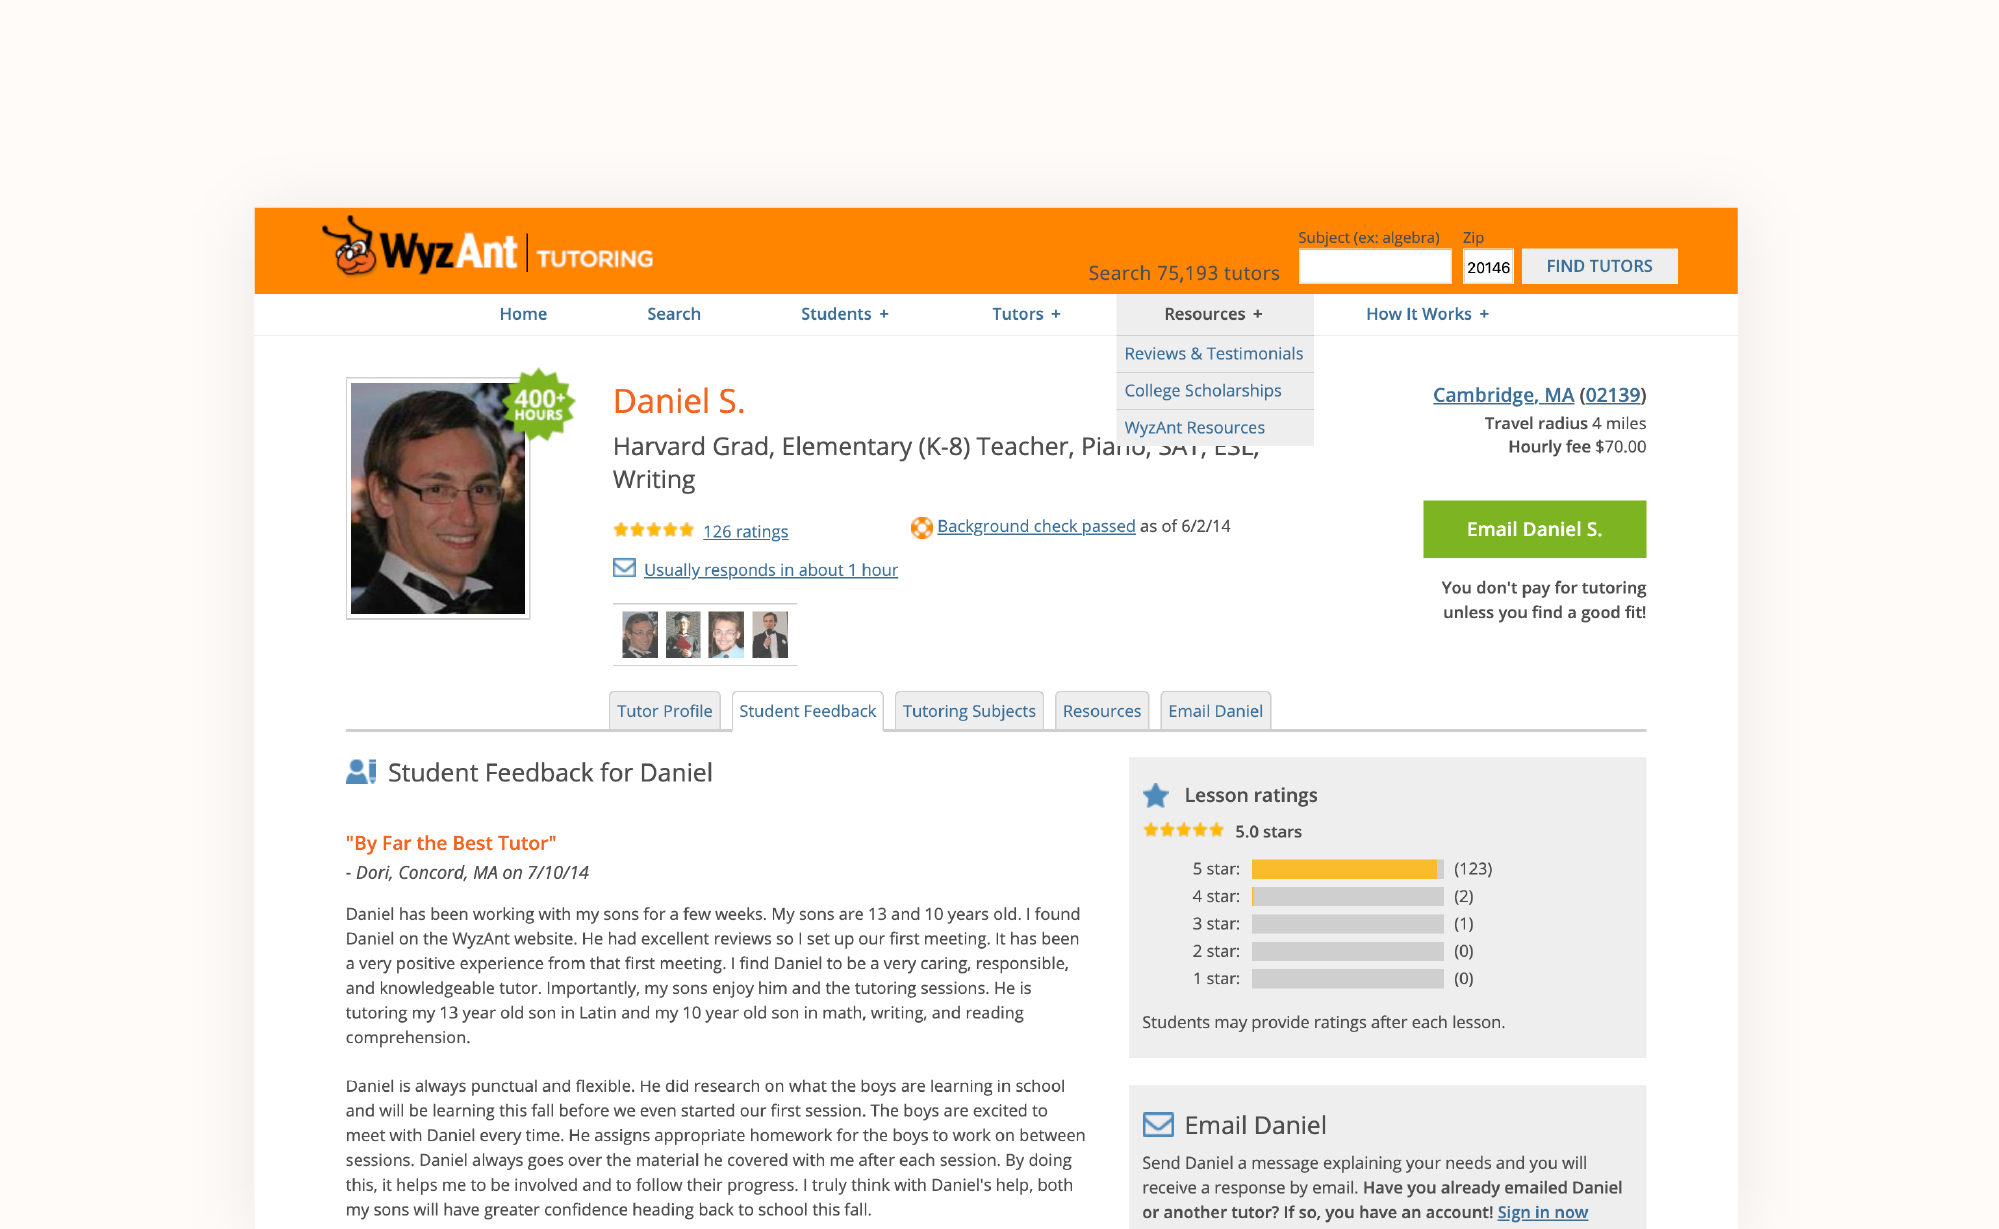 WyzAnt | TUTORING
Subject (ex: algebra)
Zip
Search 75,193 tutors
20146
FIND TUTORS
Home
Search
Students +
Tutors +
Resources +
How It Works +
Reviews & Testimonials
College Scholarships
WyzAnt Resources
400+
HOURS
Daniel S.
Harvard Grad, Elementary (K-8) Teacher, Piano, SAT, ESL,
Writing
126 ratings
Background check passed as of 6/2/14
Usually responds in about 1 hour
Cambridge, MA (02139)
Travel radius 4 miles
Hourly fee $70.00
Email Daniel S.
You don't pay for tutoring
unless you find a good fit!
Tutor Profile
Student Feedback
Tutoring Subjects
Resources
Email Daniel
Student Feedback for Daniel
"By Far the Best Tutor"
- Dori, Concord, MA on 7/10/14
Daniel has been working with my sons for a few weeks. My sons are 13 and 10 years old. I found
Daniel on the WyzAnt website. He had excellent reviews so I set up our first meeting. It has been
a very positive experience from that first meeting. I find Daniel to be a very caring, responsible,
and knowledgeable tutor. Importantly, my sons enjoy him and the tutoring sessions. He is
tutoring my 13 year old son in Latin and my 10 year old son in math, writing, and reading
comprehension.
Daniel is always punctual and flexible. He did research on what the boys are learning in school
and will be learning this fall before we even started our first session. The boys are excited to
meet with Daniel every time. He assigns appropriate homework for the boys to work on between
sessions. Daniel always goes over the material he covered with me after each session. By doing
this, it helps me to be involved and to follow their progress. I truly think with Daniel's help, both
my sons will have greater confidence heading back to school this fall.
Lesson ratings
5.0 stars
5 star: (123)
4 star: (2)
3 star: (1)
2 star: (0)
1 star: (0)
Students may provide ratings after each lesson.
Email Daniel
Send Daniel a message explaining your needs and you will
receive a response by email. Have you already emailed Daniel
or another tutor? If so, you have an account! Sign in now